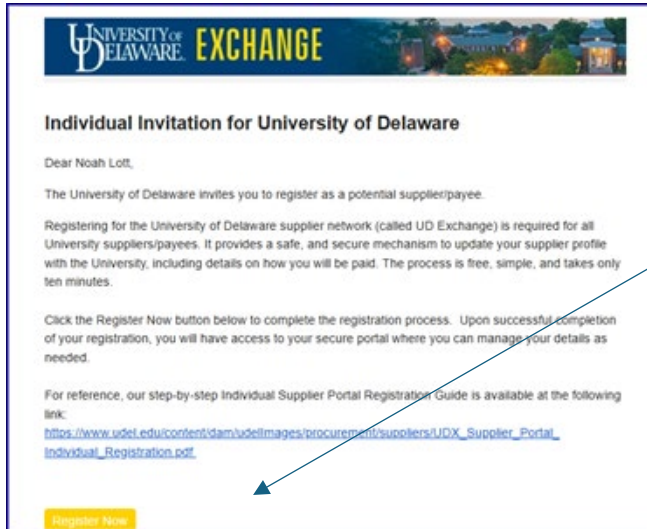 UNIVERSITY OF
DELAWARE. EXCHANGE
Individual Invitation for University of Delaware
Dear Noah Lott,
The University of Delaware invites you to register as a potential supplier/payee.
Registering for the University of Delaware supplier network (called UD Exchange) is required for all
University suppliers/payees. It provides a safe, and secure mechanism to update your supplier profile
with the University, including details on how you will be paid. The process is free, simple, and takes only
ten minutes.
Click the Register Now button below to complete the registration process. Upon successful completion
of your registration, you will have access to your secure portal where you can manage your details as
needed.
For reference, our step-by-step Individual Supplier Portal Registration Guide is available at the following
link:
https://www.udel.edu/content/dam/udelImages/procurement/suppliers/UDX_Supplier_Portal_
Individual_Registration.pdf
Register Now